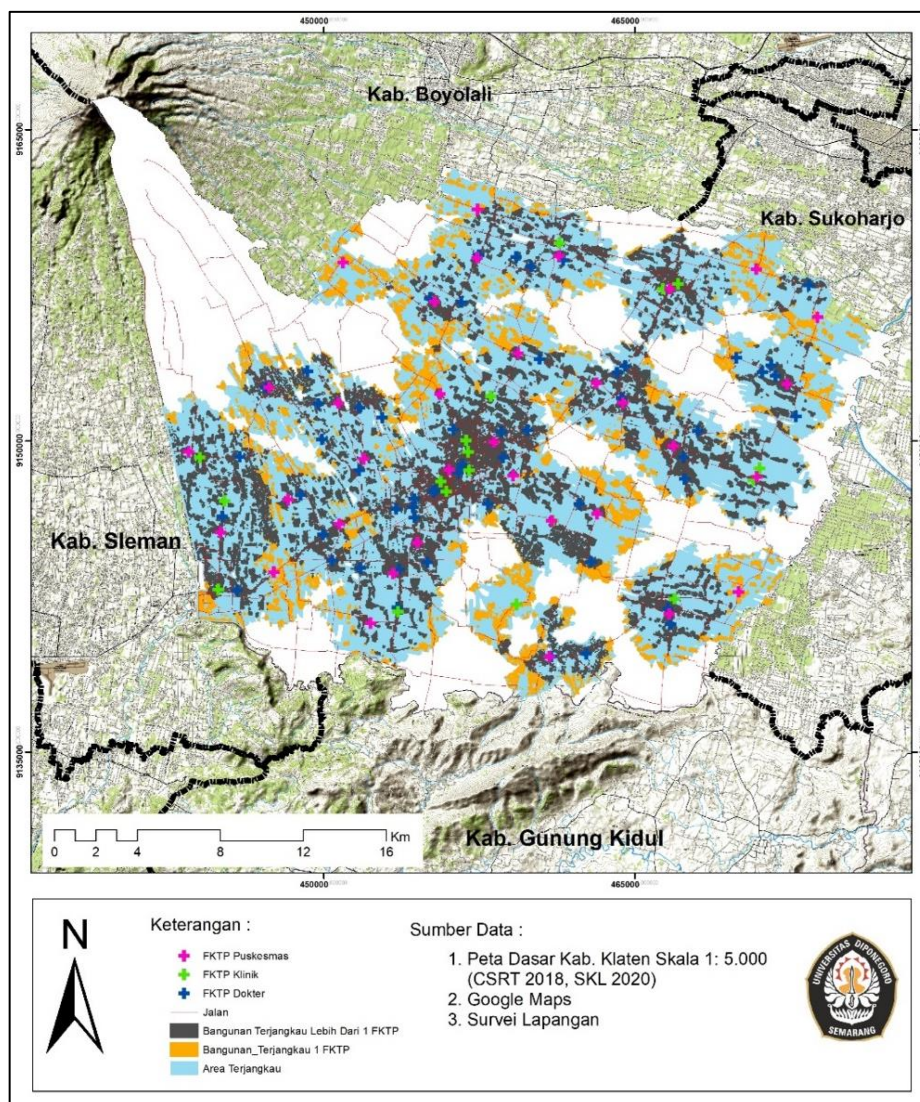 450000
465000
Kab. Boyolali
9165000
Kab. Sukoharjo
9150000
Kab. Sleman
9135000
Kab. Gunung Kidul
Km
0 2 4 8 12 16
450000
465000
N
Keterangan :
FKTP Puskesmas
FKTP Klinik
FKTP Dokter
Jalan
Bangunan Terjangkau Lebih Dari 1 FKTP
Bangunan_Terjangkau 1 FKTP
Area Terjangkau
Sumber Data :
1. Peta Dasar Kab. Klaten Skala 1: 5.000
(CSRT 2018, SKL 2020)
2. Google Maps
3. Survei Lapangan
UNIVERSITAS DIPONEGORO
SEMARANG